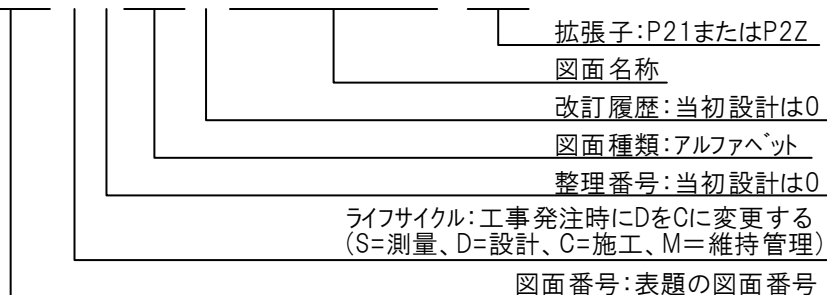 拡張子:P21またはP2Z
図面名称
改訂履歴:当初設計は0
図面種類:アルファベット
整理番号:当初設計は0
ライフサイクル:工事発注時にDをCに変更する
(S=測量、D=設計、C=施工、M＝維持管理)
図面番号:表題の図面番号